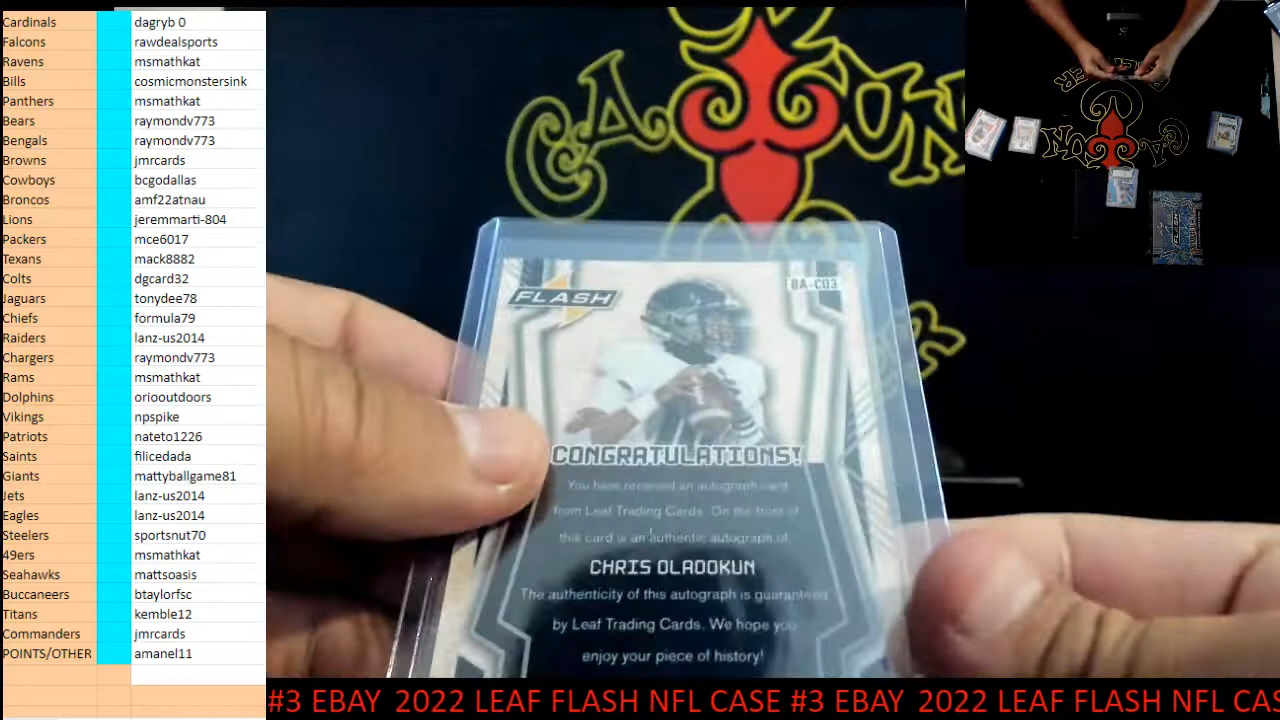 Cardinals dagryb 0
Falcons rawdealsports
Ravens msmathkat
Bills cosmicmonstersink
Panthers msmathkat
Bears raymondv773
Bengals raymondv773
Browns jmrcards
Cowboys bcgodallas
Broncos amf22atnau
Lions jeremmarti-804
Packers mce6017
Texans mack8882
Colts dgcard32
Jaguars tonydee78
Chiefs formula79
Raiders lanz-us2014
Chargers raymondv773
Rams msmathkat
Dolphins oriooutdoors
Vikings npspike
Patriots nateto1226
Saints filicedada
Giants mattyballgame81
Jets lanz-us2014
Eagles lanz-us2014
Steelers sportsnut70
49ers msmathkat
Seahawks mattsoasis
Buccaneers btaylorfsc
Titans kemble12
Commanders jmrcards
POINTS/OTHER amanel11
FLASH
BA-CO3
CONGRATULATIONS!
You have received an autograph card
from Leaf Trading Cards. On the front of
this card is an authentic autograph of
CHRIS OLADOKUN
The authenticity of this autograph is guaranteed
by Leaf Trading Cards. We hope you
enjoy your piece of history!
#3 EBAY 2022 LEAF FLASH NFL CASE #3 EBAY 2022 LEAF FLASH NFL CAS